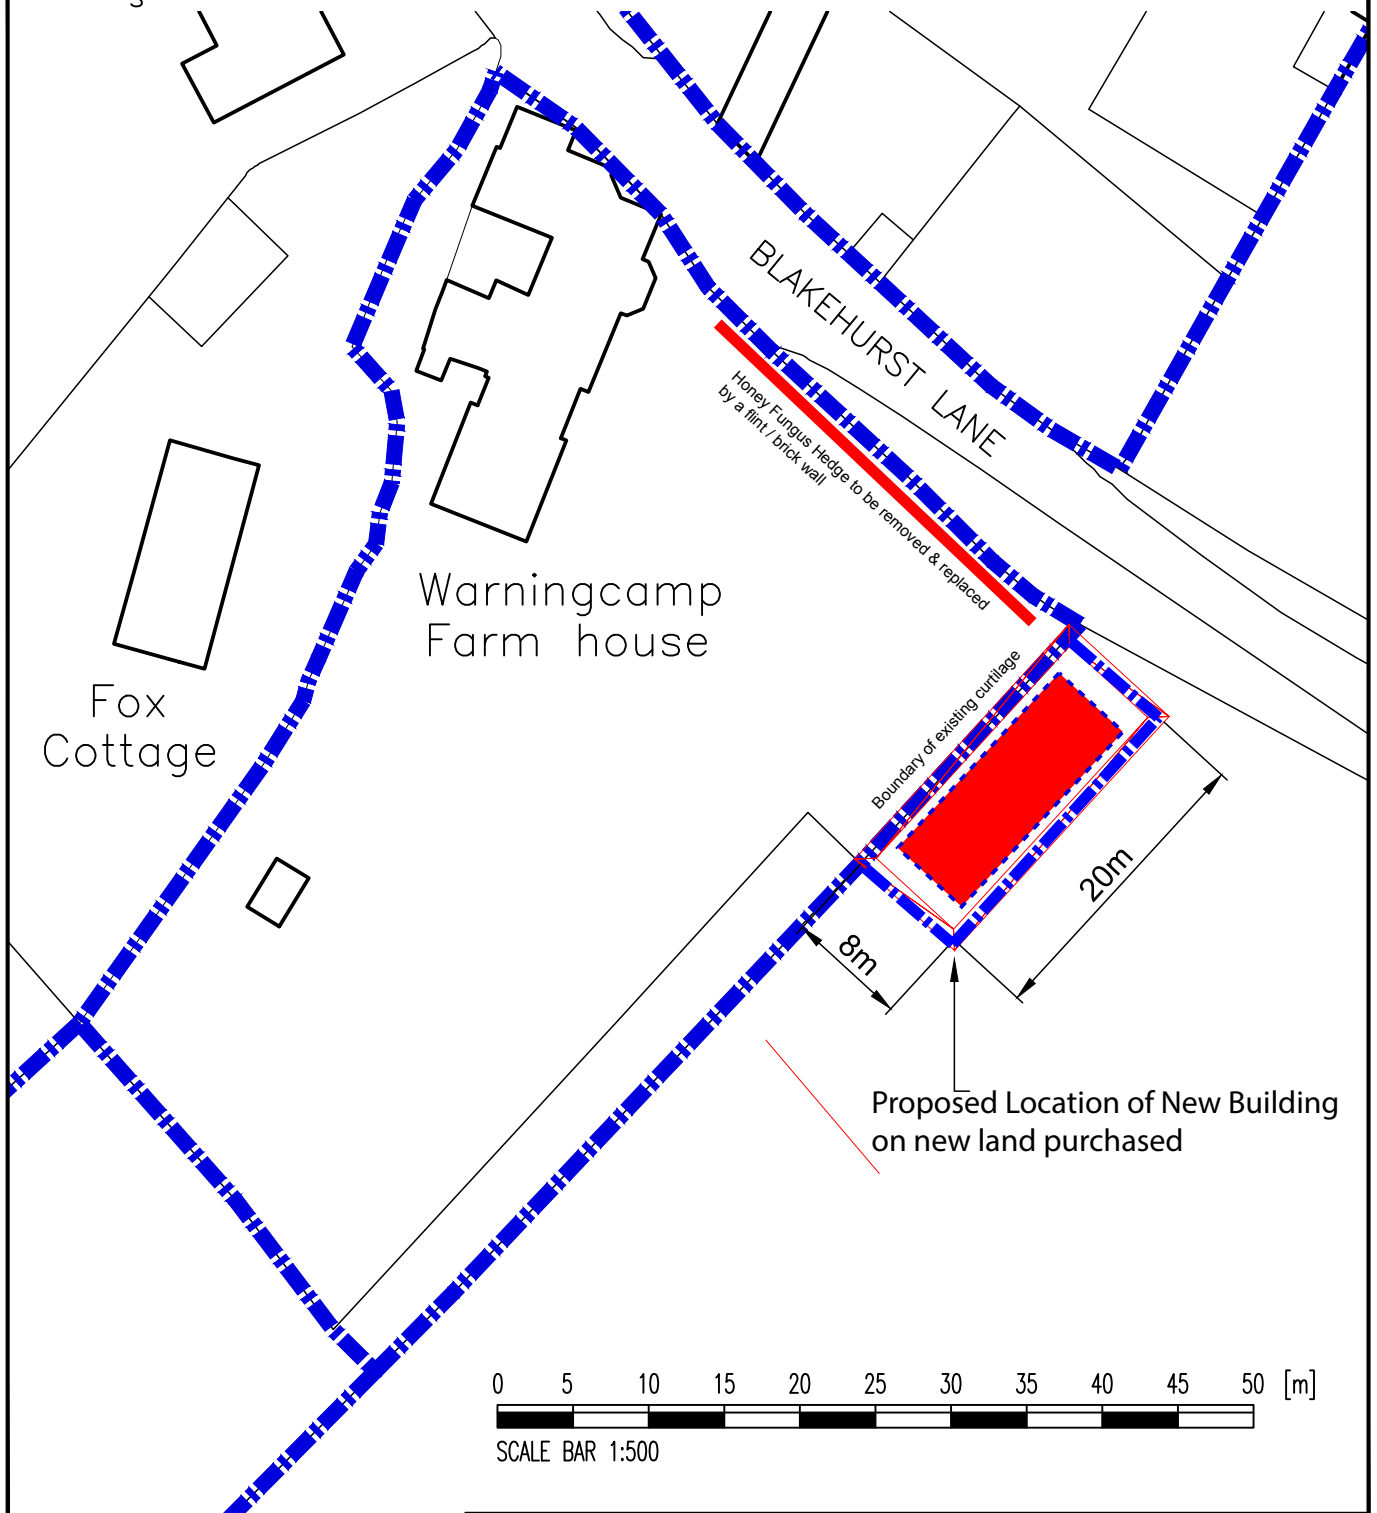 BLAKEHURST LANE
Honey Fungus Hedge to be removed & replaced
by a flint / brick wall
Warningcamp
Farm house
Fox
Cottage
Boundary of existing curtilage
20m
8m
Proposed Location of New Building
on new land purchased
0 5 10 15 20 25 30 35 40 45 50 [m]
SCALE BAR 1:500